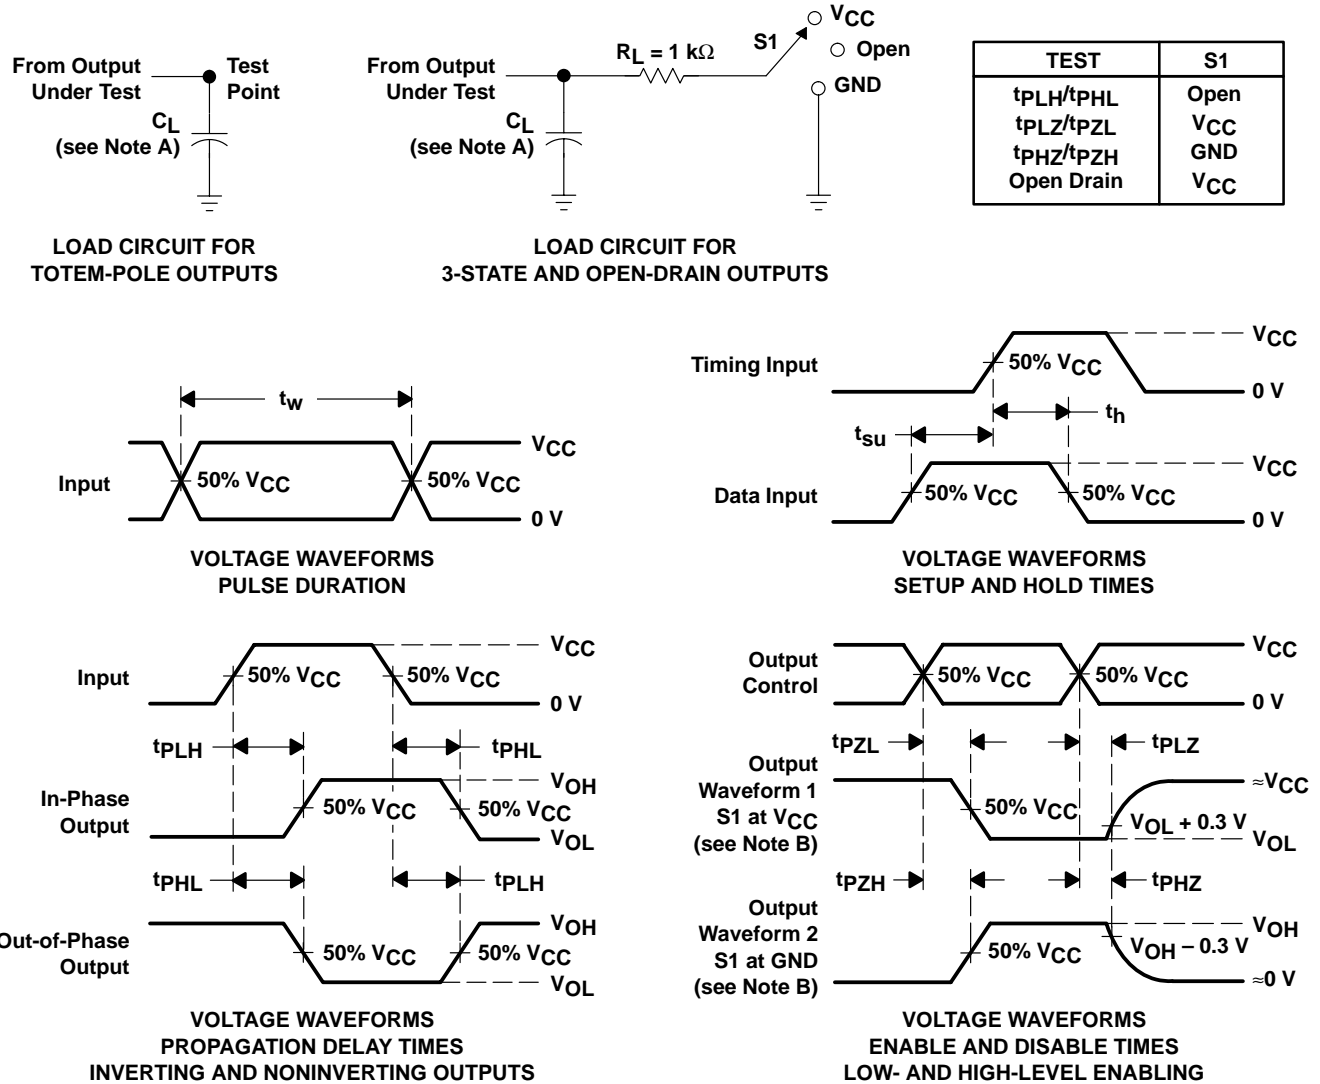 From Output
Under Test
Test
Point
CL
(see Note A)
LOAD CIRCUIT FOR
TOTEM-POLE OUTPUTS
From Output
Under Test
RL = 1 kΩ
S1
VCC
Open
GND
CL
(see Note A)
LOAD CIRCUIT FOR
3-STATE AND OPEN-DRAIN OUTPUTS
TEST S1
tPLH/tPHL Open
tPLZ/tPZL VCC
tPHZ/tPZH GND
Open Drain VCC
tw
Input
50% VCC
50% VCC
VCC
0 V
VOLTAGE WAVEFORMS
PULSE DURATION
Timing Input
50% VCC
VCC
0 V
th
tsu
Data Input
50% VCC
50% VCC
VCC
0 V
VOLTAGE WAVEFORMS
SETUP AND HOLD TIMES
Input
50% VCC
50% VCC
VCC
0 V
tPLH
tPHL
In-Phase
Output
50% VCC
50% VCC
VOH
VOL
tPHL
tPLH
Out-of-Phase
Output
50% VCC
50% VCC
VOH
VOL
VOLTAGE WAVEFORMS
PROPAGATION DELAY TIMES
INVERTING AND NONINVERTING OUTPUTS
Output
Control
50% VCC
50% VCC
VCC
0 V
tPZL
tPLZ
Output
Waveform 1
S1 at VCC
(see Note B)
50% VCC
VOL + 0.3 V
≈VCC
VOL
tPZH
tPHZ
Output
Waveform 2
S1 at GND
(see Note B)
50% VCC
VOH − 0.3 V
VOH
≈0 V
VOLTAGE WAVEFORMS
ENABLE AND DISABLE TIMES
LOW- AND HIGH-LEVEL ENABLING